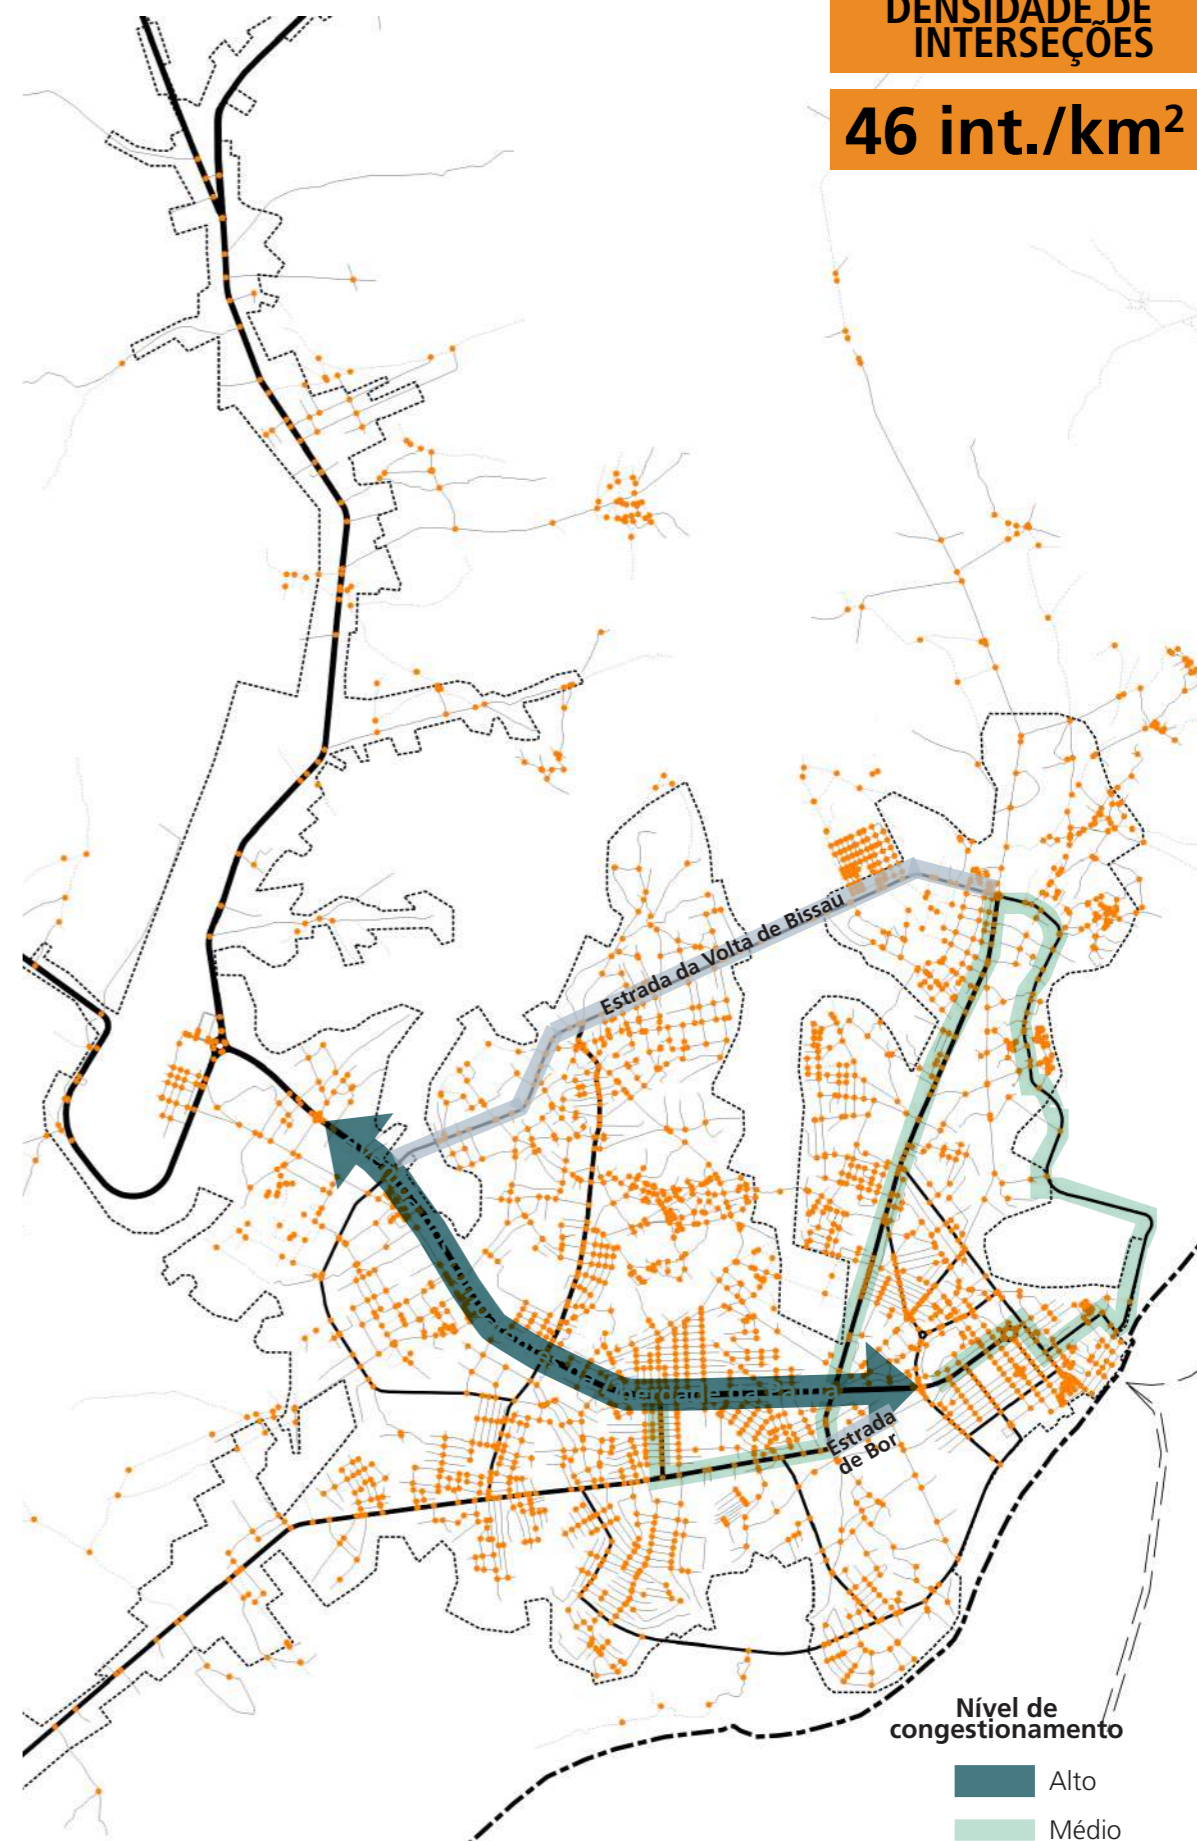 DENSIDADE DE
INTERSEÇÕES
46 int./km²
Estrada da Volta de Bissau
Estrada
de Bor
Nível de
congestionamento
Alto
Médio